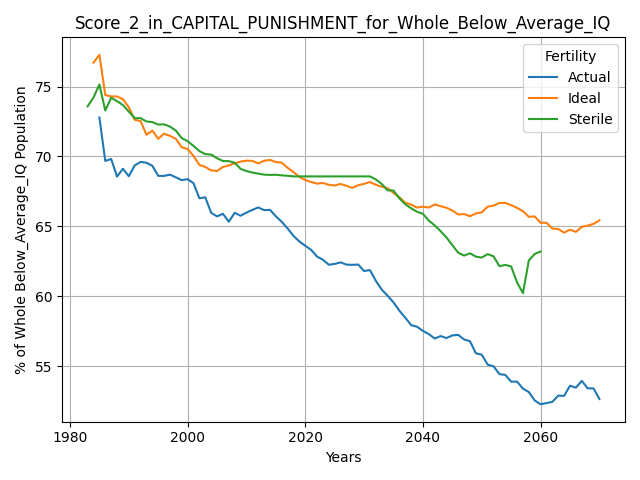 Score_2_in_CAPITAL_PUNISHMENT_for_Whole_Below_Average_IQ
Fertility
Actual
Ideal
Sterile
% of Whole Below_Average_IQ Population
75
70
65
60
55
1980
2000
2020
2040
2060
Years